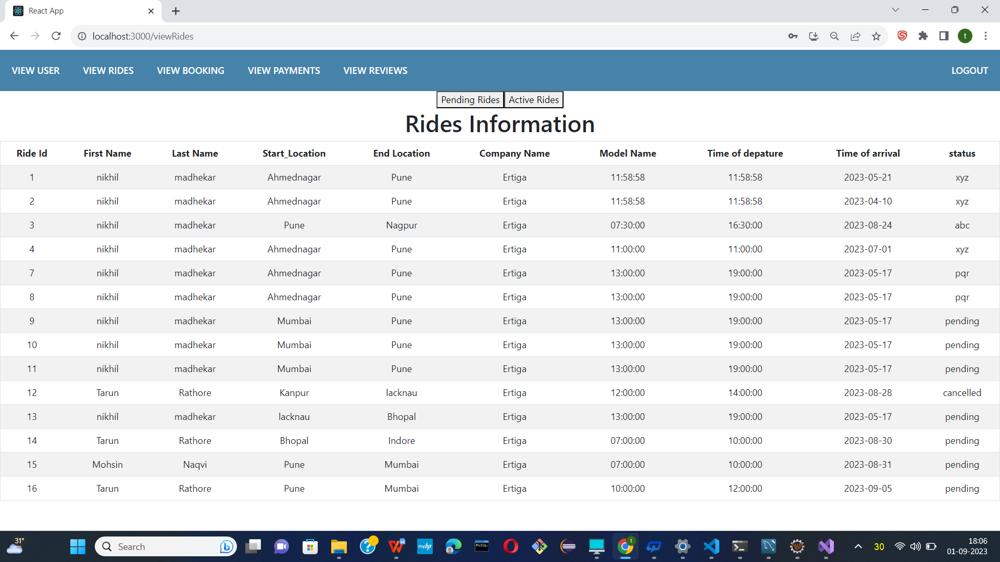 React App
localhost:3000/viewRides
t
VIEW USER VIEW RIDES VIEW BOOKING VIEW PAYMENTS VIEW REVIEWS LOGOUT
Pending Rides Active Rides
Rides Information
Ride Id First Name Last Name Start_Location End Location Company Name Model Name Time of depature Time of arrival status
1 nikhil madhekar Ahmednagar Pune Ertiga 11:58:58 11:58:58 2023-05-21 xyz
2 nikhil madhekar Ahmednagar Pune Ertiga 11:58:58 11:58:58 2023-04-10 xyz
3 nikhil madhekar Pune Nagpur Ertiga 07:30:00 16:30:00 2023-08-24 abc
4 nikhil madhekar Ahmednagar Pune Ertiga 11:00:00 11:00:00 2023-07-01 xyz
7 nikhil madhekar Ahmednagar Pune Ertiga 13:00:00 19:00:00 2023-05-17 pqr
8 nikhil madhekar Ahmednagar Pune Ertiga 13:00:00 19:00:00 2023-05-17 pqr
9 nikhil madhekar Mumbai Pune Ertiga 13:00:00 19:00:00 2023-05-17 pending
10 nikhil madhekar Mumbai Pune Ertiga 13:00:00 19:00:00 2023-05-17 pending
11 nikhil madhekar Mumbai Pune Ertiga 13:00:00 19:00:00 2023-05-17 pending
12 Tarun Rathore Kanpur lacknau Ertiga 12:00:00 14:00:00 2023-08-28 cancelled
13 nikhil madhekar lacknau Bhopal Ertiga 13:00:00 19:00:00 2023-05-17 pending
14 Tarun Rathore Bhopal Indore Ertiga 07:00:00 10:00:00 2023-08-30 pending
15 Mohsin Naqvi Pune Mumbai Ertiga 07:00:00 10:00:00 2023-08-31 pending
16 Tarun Rathore Pune Mumbai Ertiga 10:00:00 12:00:00 2023-09-05 pending
31° Search myhp t 30 18:06
01-09-2023